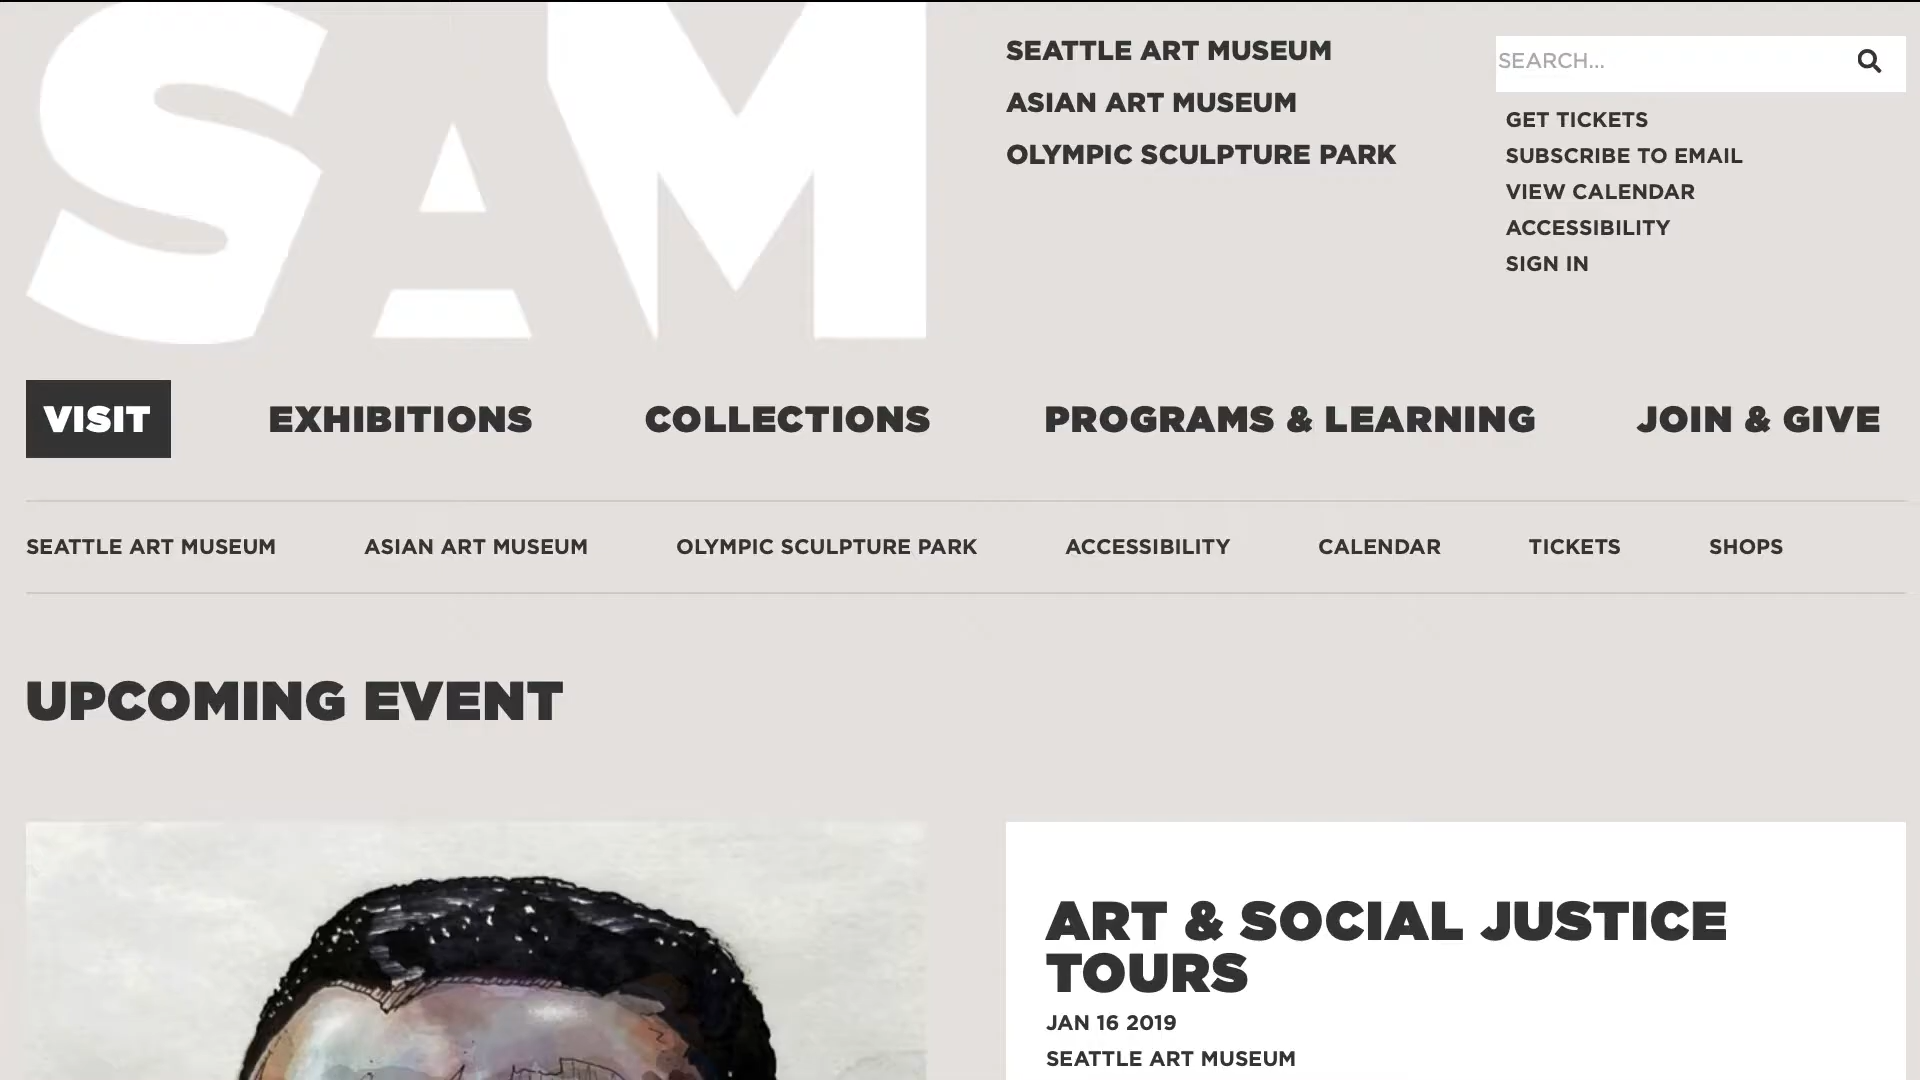 SAM
SEATTLE ART MUSEUM
ASIAN ART MUSEUM
OLYMPIC SCULPTURE PARK
SEARCH...
GET TICKETS
SUBSCRIBE TO EMAIL
VIEW CALENDAR
ACCESSIBILITY
SIGN IN
VISIT EXHIBITIONS COLLECTIONS PROGRAMS & LEARNING JOIN & GIVE
SEATTLE ART MUSEUM ASIAN ART MUSEUM OLYMPIC SCULPTURE PARK ACCESSIBILITY CALENDAR TICKETS SHOPS
UPCOMING EVENT
ART & SOCIAL JUSTICE
TOURS
JAN 16 2019
SEATTLE ART MUSEUM